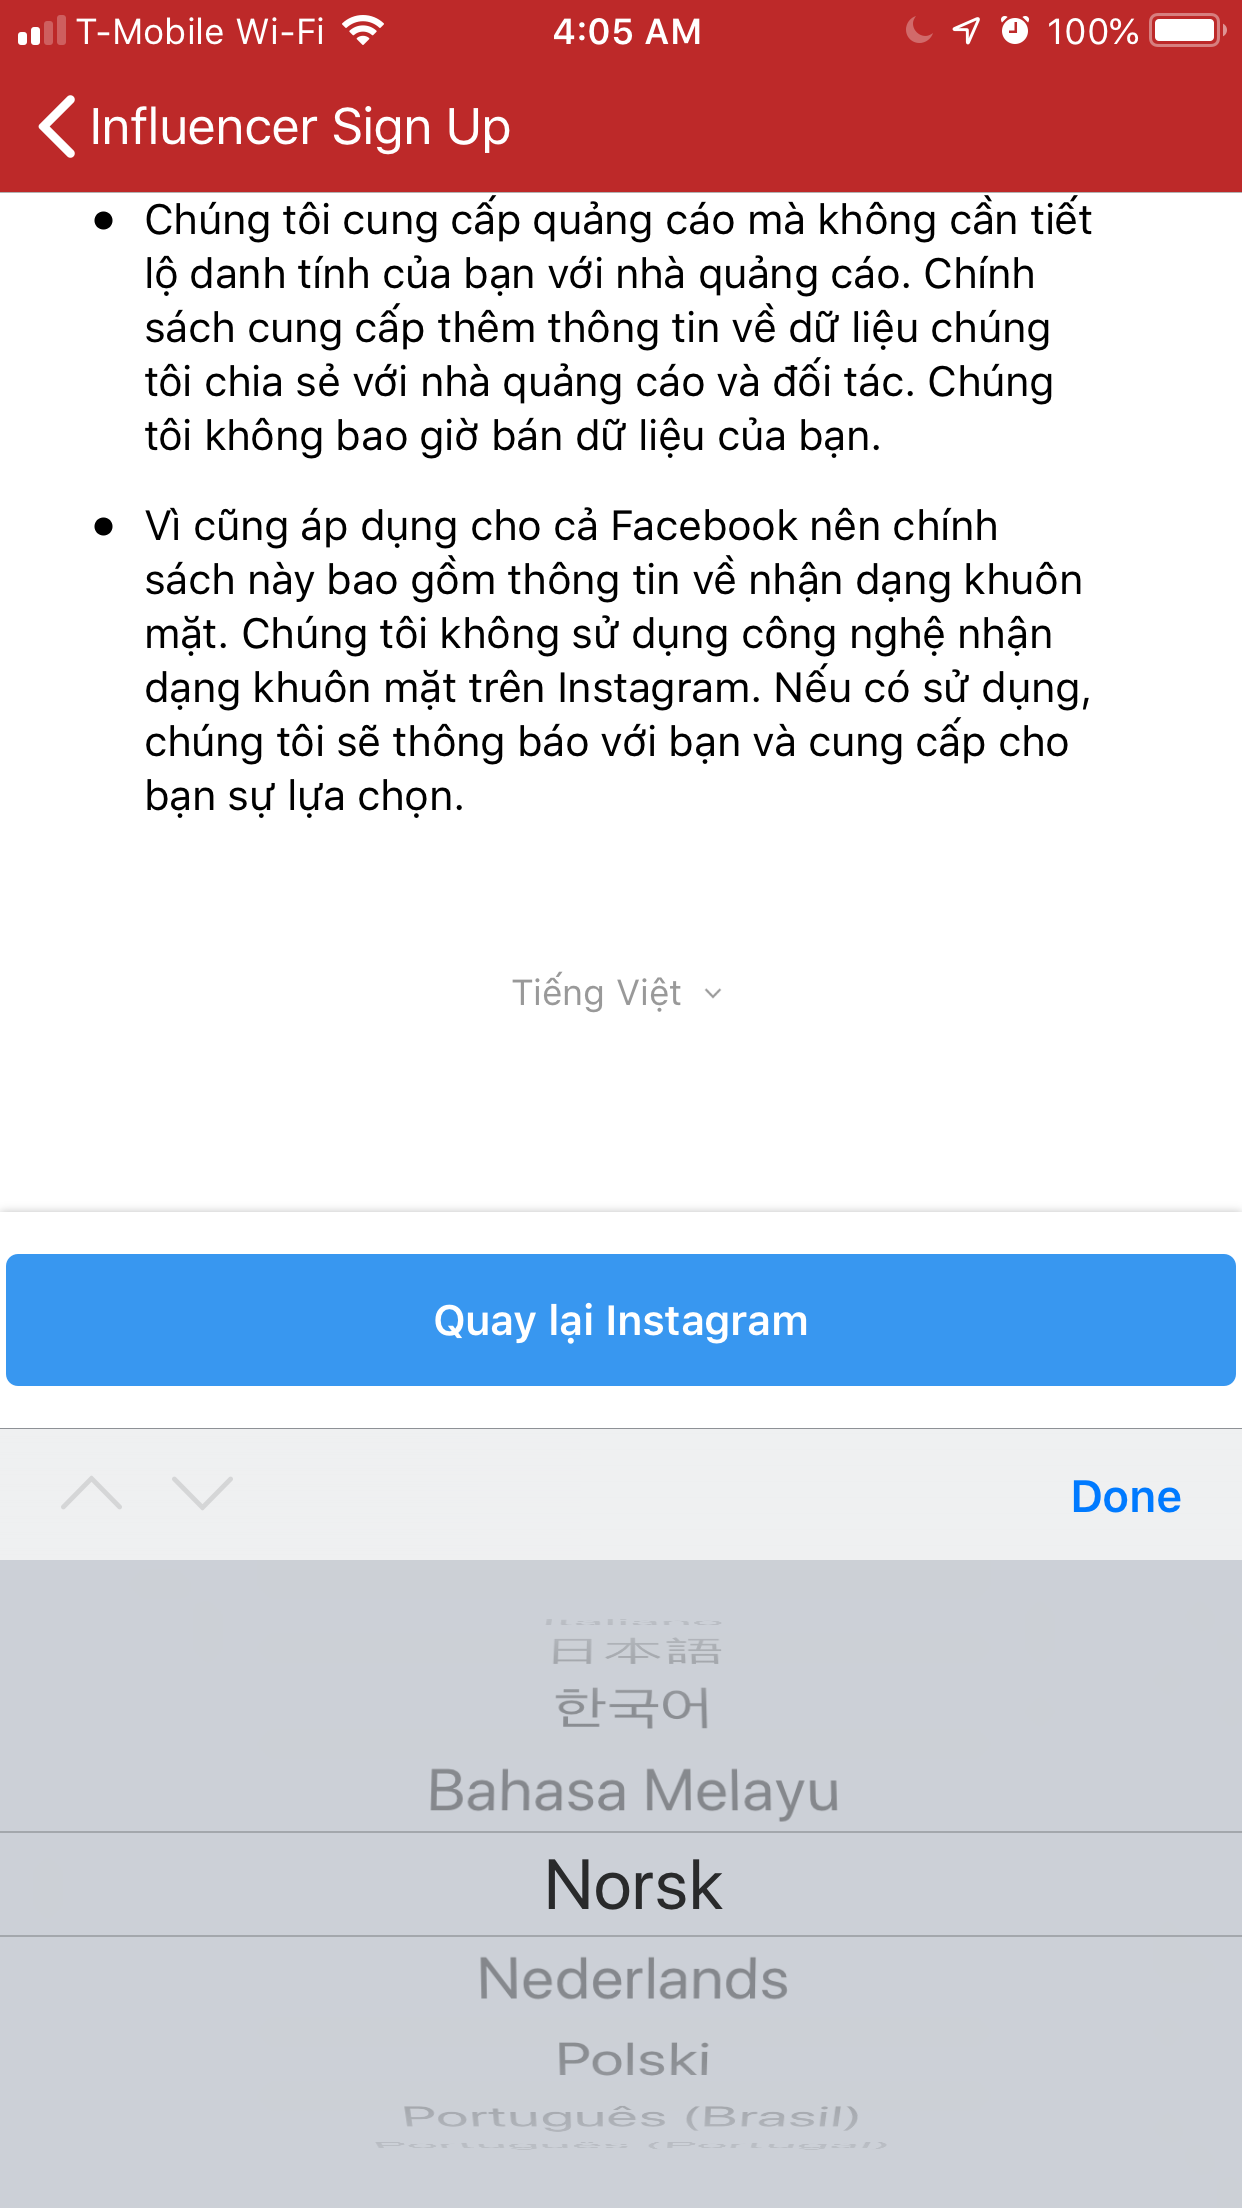 T-Mobile Wi-Fi 4:05 AM 100%
Influencer Sign Up
Chúng tôi cung cấp quảng cáo mà không cần tiết
lộ danh tính của bạn với nhà quảng cáo. Chính
sách cung cấp thêm thông tin về dữ liệu chúng
tôi chia sẻ với nhà quảng cáo và đối tác. Chúng
tôi không bao giờ bán dữ liệu của bạn.
Vì cũng áp dụng cho cả Facebook nên chính
sách này bao gồm thông tin về nhận dạng khuôn
mặt. Chúng tôi không sử dụng công nghệ nhận
dạng khuôn mặt trên Instagram. Nếu có sử dụng,
chúng tôi sẽ thông báo với bạn và cung cấp cho
bạn sự lựa chọn.
Tiếng Việt
Quay lại Instagram
Done
Italiano
日本語
한국어
Bahasa Melayu
Norsk
Nederlands
Polski
Português (Brasil)
Português (Portugal)